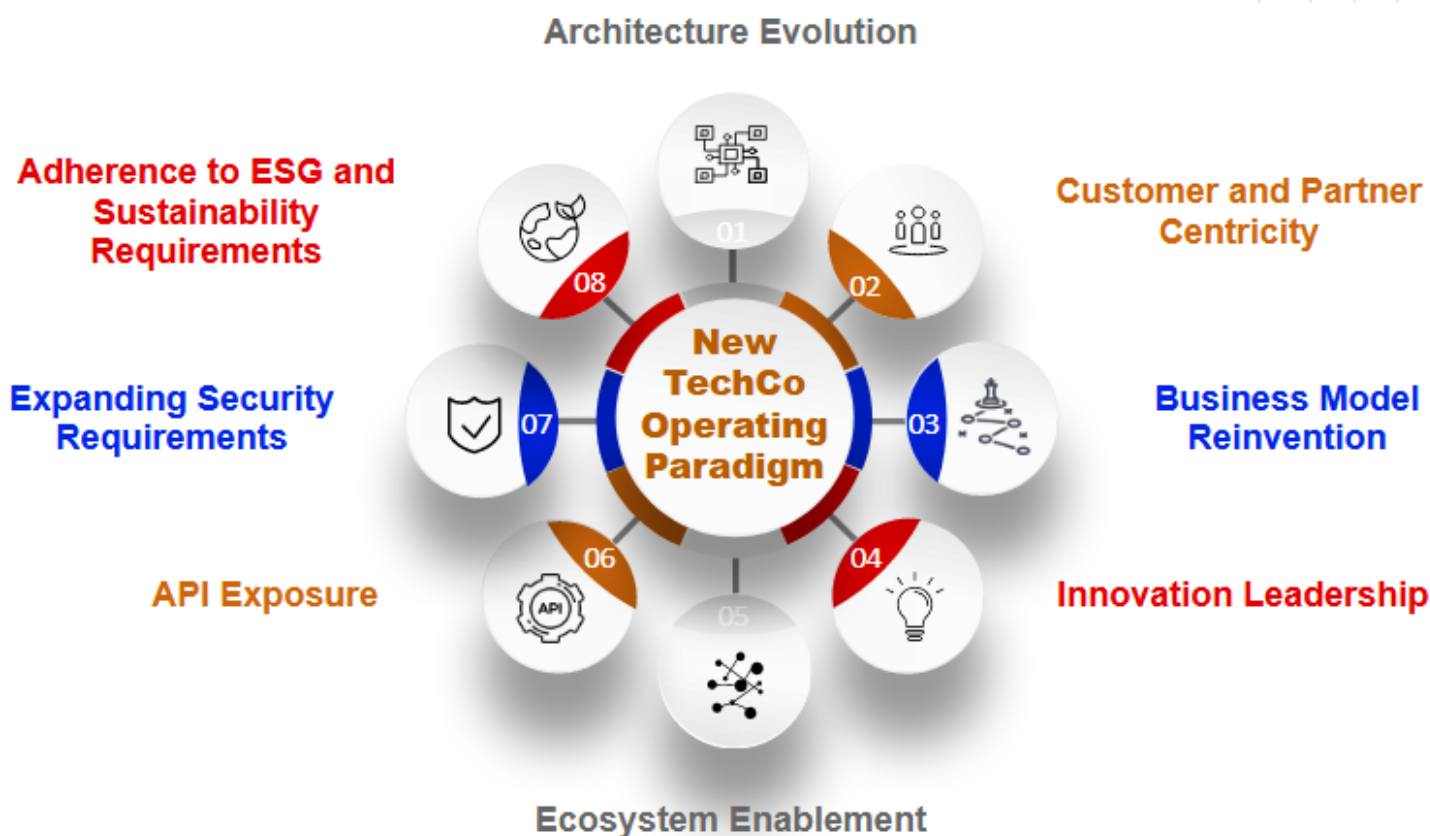 Architecture Evolution
01
Customer and Partner
Centricity
02
Business Model
Reinvention
03
Innovation Leadership
04
Ecosystem Enablement
05
API Exposure
06
API
Expanding Security
Requirements
07
Adherence to ESG and
Sustainability
Requirements
08
New
TechCo
Operating
Paradigm